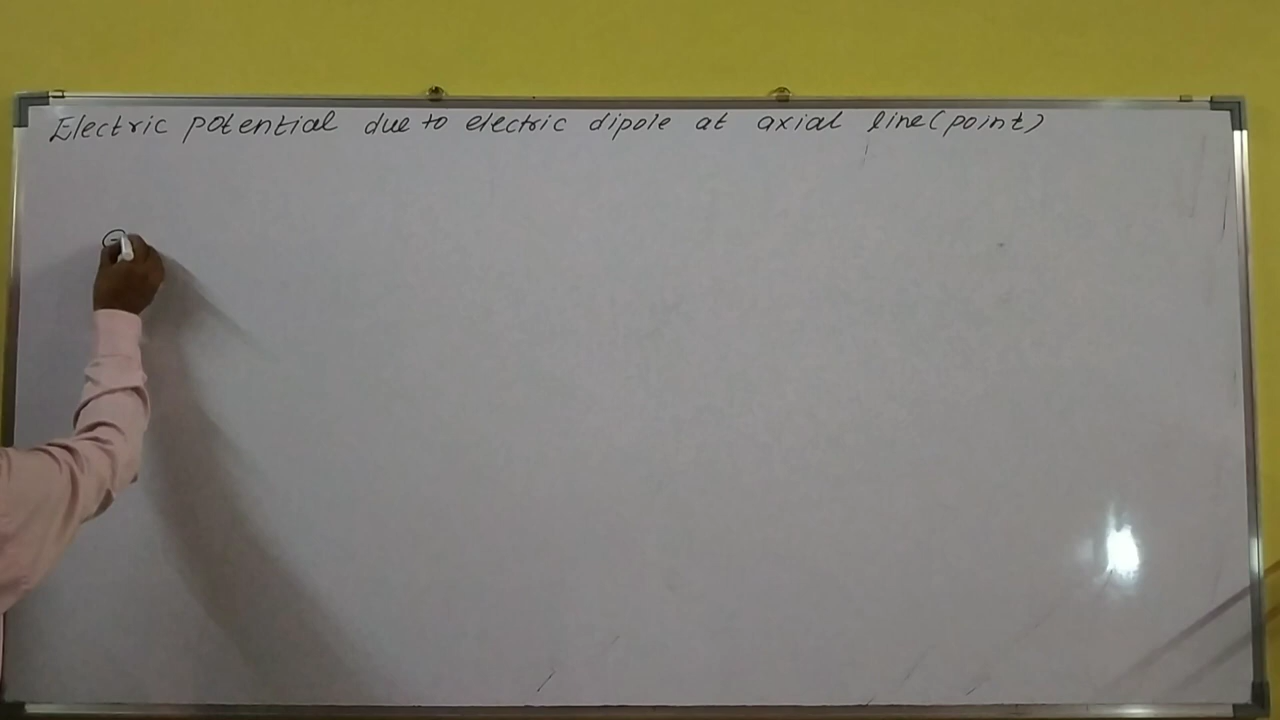 Electric potential due to electric dipole at axial line (point)
-